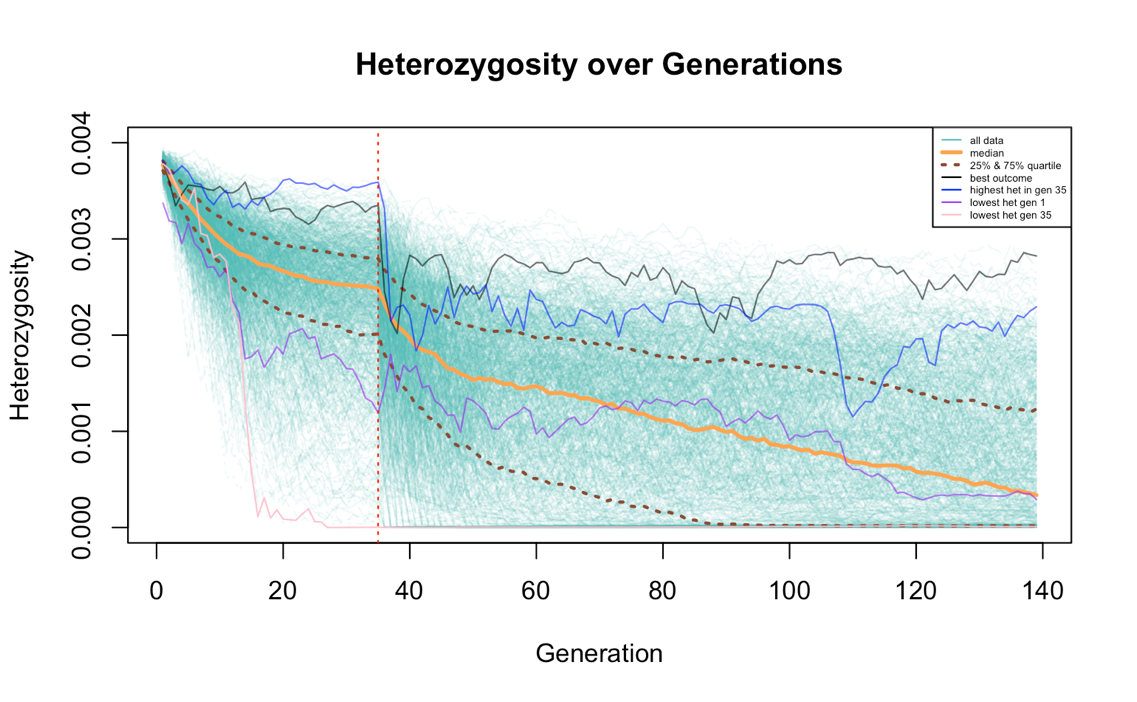 Heterozygosity over Generations
all data
median
25% & 75% quartile
best outcome
highest het in gen 35
lowest het gen 1
lowest het gen 35
Heterozygosity
0.004
0.003
0.002
0.001
0.000
0 20 40 60 80 100 120 140
Generation